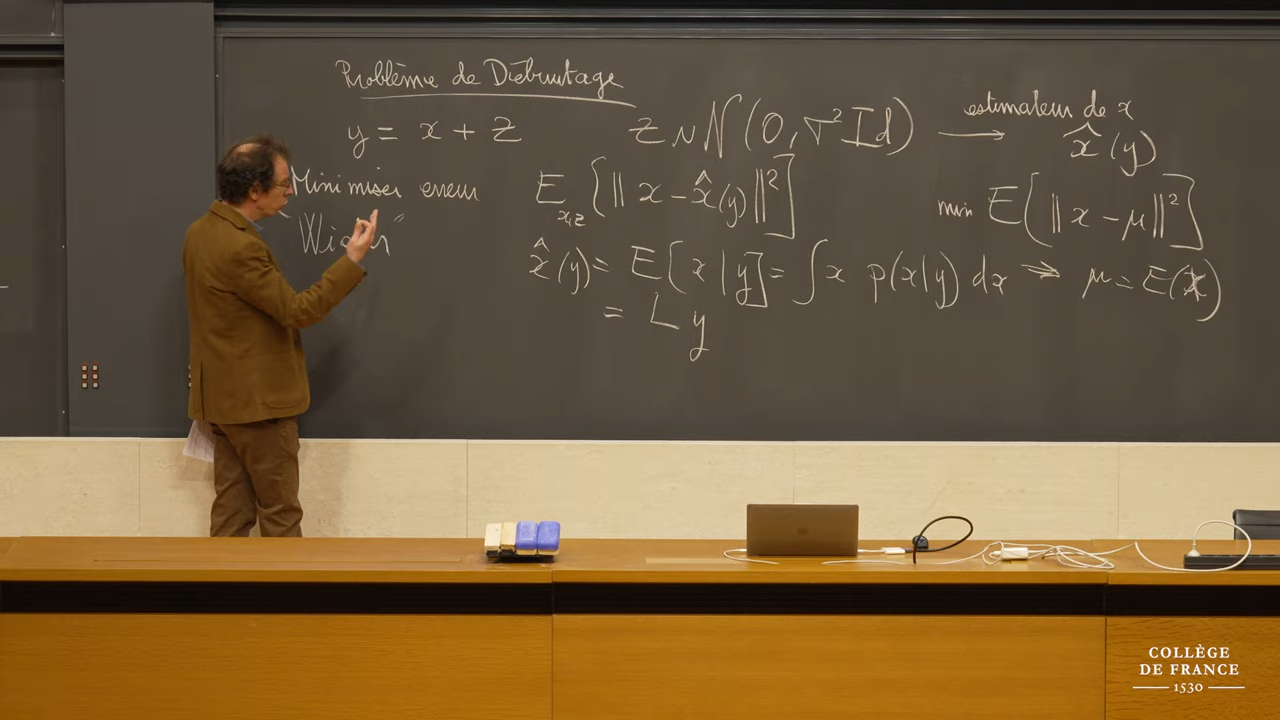 Problème de Débruitage
y = x + z z ~ N(0, σ² Id) → estimateur de x x̂(y)
Minimiser erreur E_{x,z}[‖x - x̂(y)‖²] min E[‖x - μ‖²]
x̂(y) = E[x|y] = ∫ x p(x|y) dx ⇒ μ = E(x)
= L y
COLLÈGE
DE FRANCE
1530